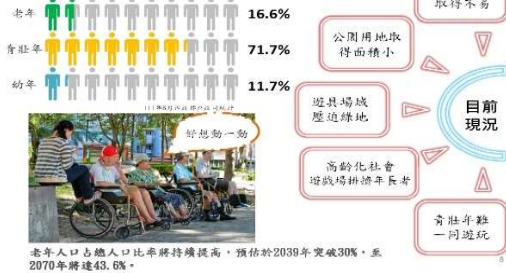 老年 16.6%
青壯年 71.7%
幼年 11.7%
好想動一動
老年人口占總人口比率將持續提高，預估於2039年突破30%，至
2070年將達43.6%。
取得不易
公園用地取
得面積小
遊具場域
壓迫綠地
高齡化社會
遊戲場排擠年長者
青壯年難
一同遊玩
目前
現況
8